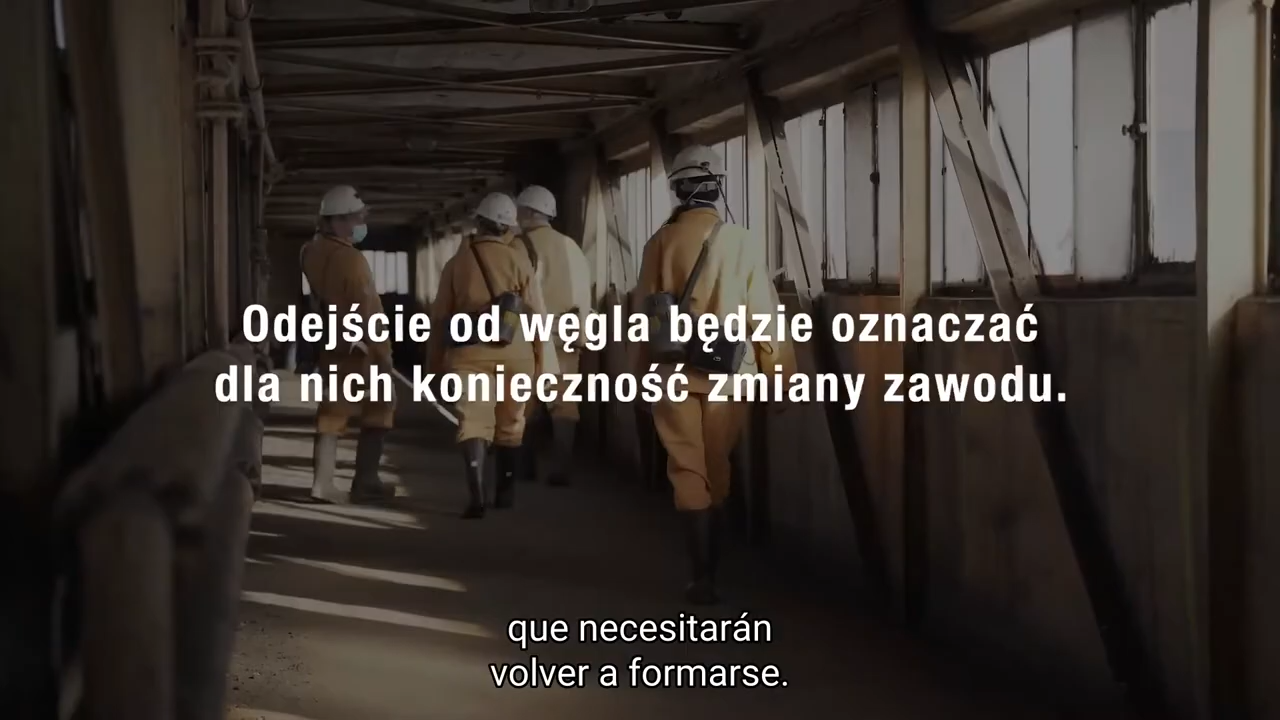 Odejście od węgla będzie oznaczać
dla nich konieczność zmiany zawodu.
que necesitarán
volver a formarse.